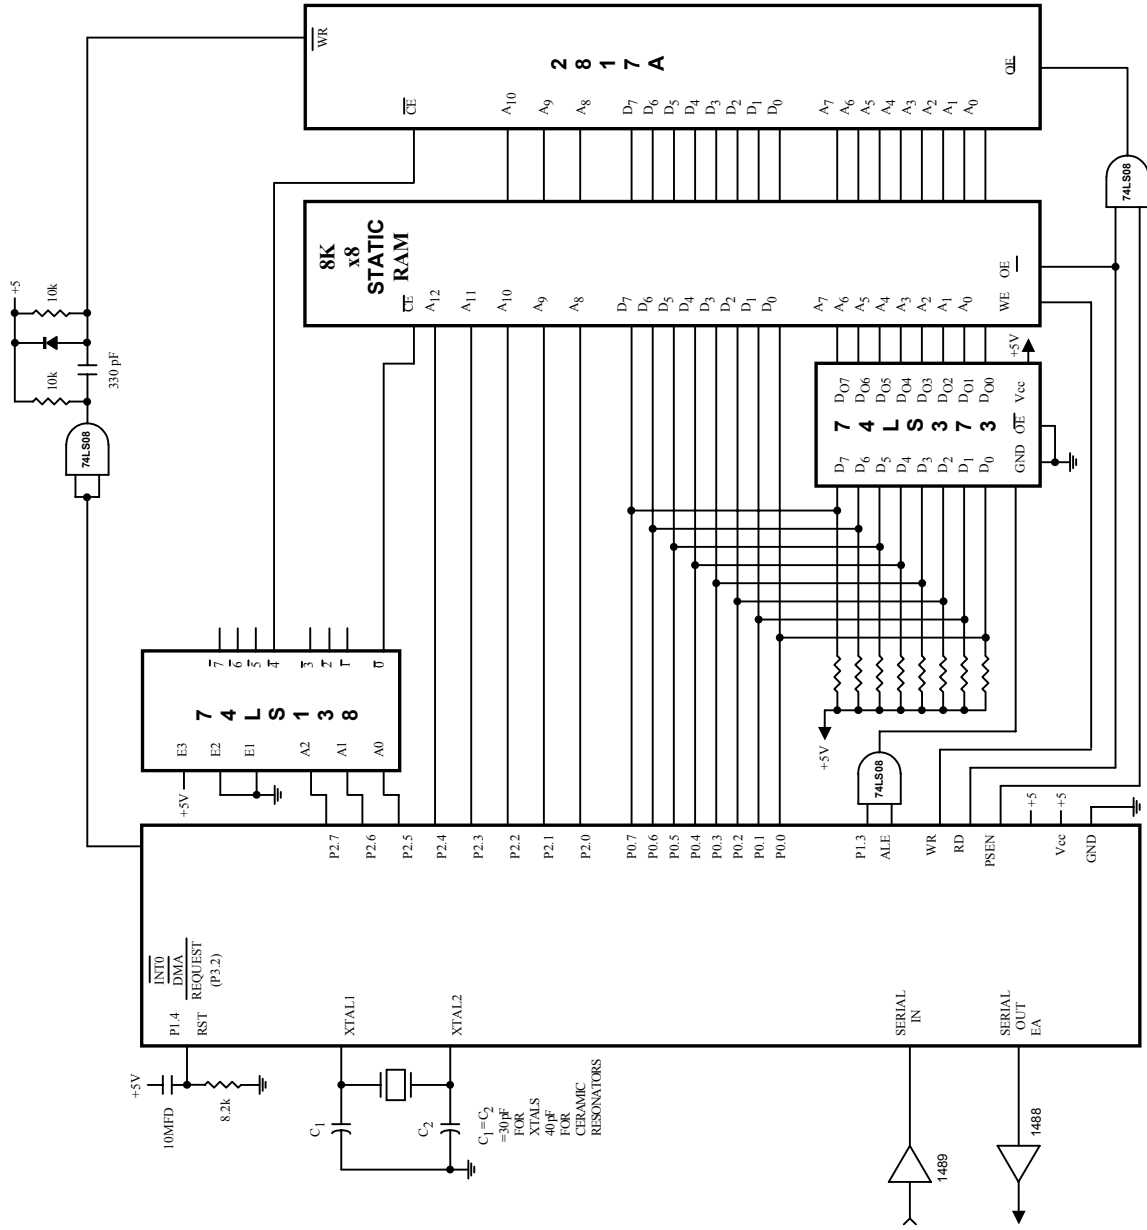 WR
2817A
CE
A10
A9
A8
D7
D6
D5
D4
D3
D2
D1
D0
A7
A6
A5
A4
A3
A2
A1
A0
OE
74LS08
8K
x8
STATIC
RAM
CE
A12
A11
A10
A9
A8
D7
D6
D5
D4
D3
D2
D1
D0
A7
A6
A5
A4
A3
A2
A1
A0
WE
OE
+5
10k
10k
330 pF
74LS08
+5V
DO7
DO6
DO5
DO4
DO3
DO2
DO1
DO0
Vcc
74LS373
D7
D6
D5
D4
D3
D2
D1
D0
GND
OE
7
6
5
4
3
2
1
0
74LS138
E3
E2
E1
A2
A1
A0
+5V
+5V
74LS08
P2.7
P2.6
P2.5
P2.4
P2.3
P2.2
P2.1
P2.0
P0.7
P0.6
P0.5
P0.4
P0.3
P0.2
P0.1
P0.0
P1.3
ALE
WR
RD
PSEN
+5
+5
Vcc
GND
INT0
DMA
REQUEST
(P3.2)
P1.4
RST
XTAL1
XTAL2
SERIAL
IN
SERIAL
OUT
EA
+5V
10MFD
8.2k
C1
C2
C1=C2
=30pF
FOR
XTALS
40pF
FOR
CERAMIC
RESONATORS
1489
1488